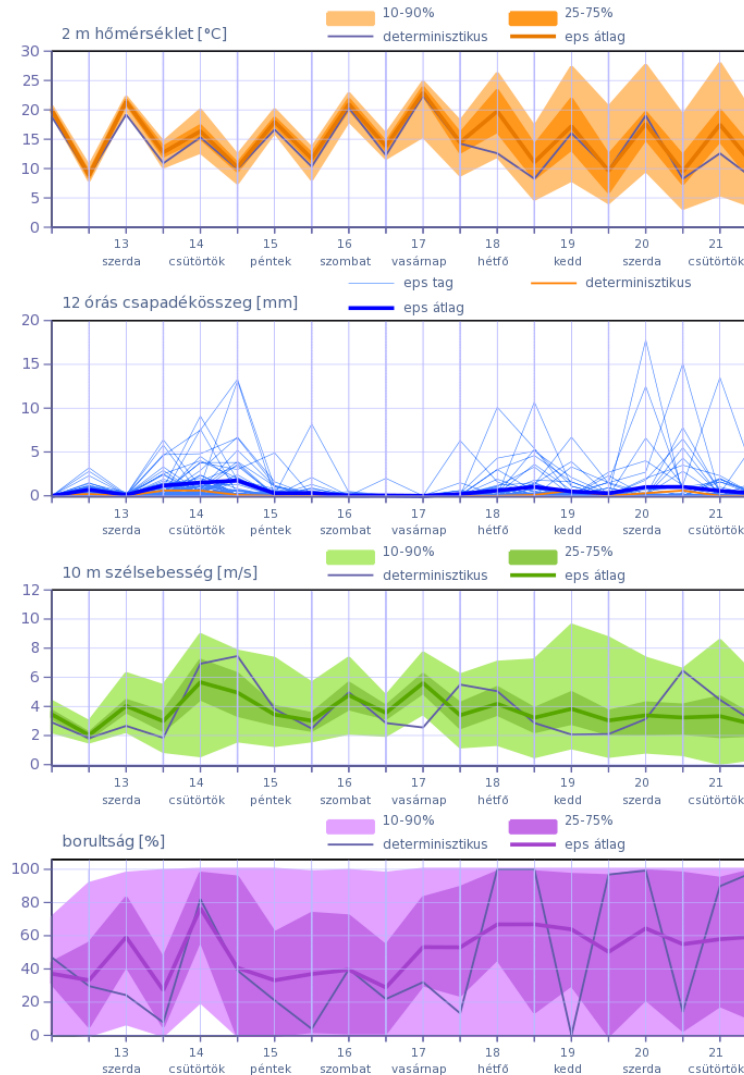 10-90% 25-75%
2 m hőmérséklet [°C] determinisztikus eps átlag
30
25
20
15
10
5
0
13 14 15 16 17 18 19 20 21
szerda csütörtök péntek szombat vasárnap hétfő kedd szerda csütörtök
eps tag determinisztikus
12 órás csapadékösszeg [mm] eps átlag
20
15
10
5
0
13 14 15 16 17 18 19 20 21
szerda csütörtök péntek szombat vasárnap hétfő kedd szerda csütörtök
10-90% 25-75%
10 m szélsebesség [m/s] determinisztikus eps átlag
12
10
8
6
4
2
0
13 14 15 16 17 18 19 20 21
szerda csütörtök péntek szombat vasárnap hétfő kedd szerda csütörtök
10-90% 25-75%
borultság [%] determinisztikus eps átlag
100
80
60
40
20
0
13 14 15 16 17 18 19 20 21
szerda csütörtök péntek szombat vasárnap hétfő kedd szerda csütörtök